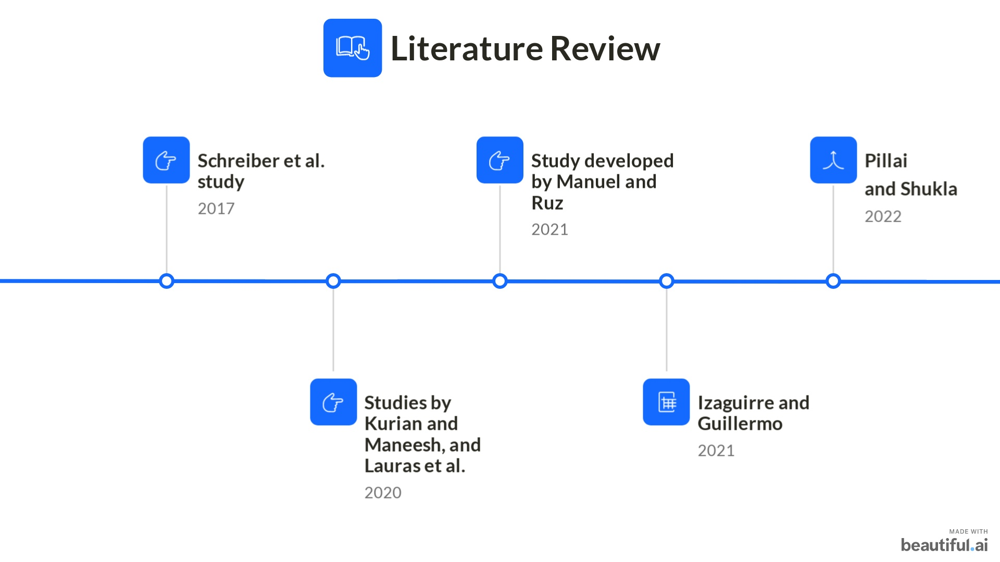 Literature Review
Schreiber et al.
study
2017
Study developed
by Manuel and
Ruz
2021
Pillai
and Shukla
2022
Studies by
Kurian and
Maneesh, and
Lauras et al.
2020
Izaguirre and
Guillermo
2021
MADE WITH
beautiful.ai